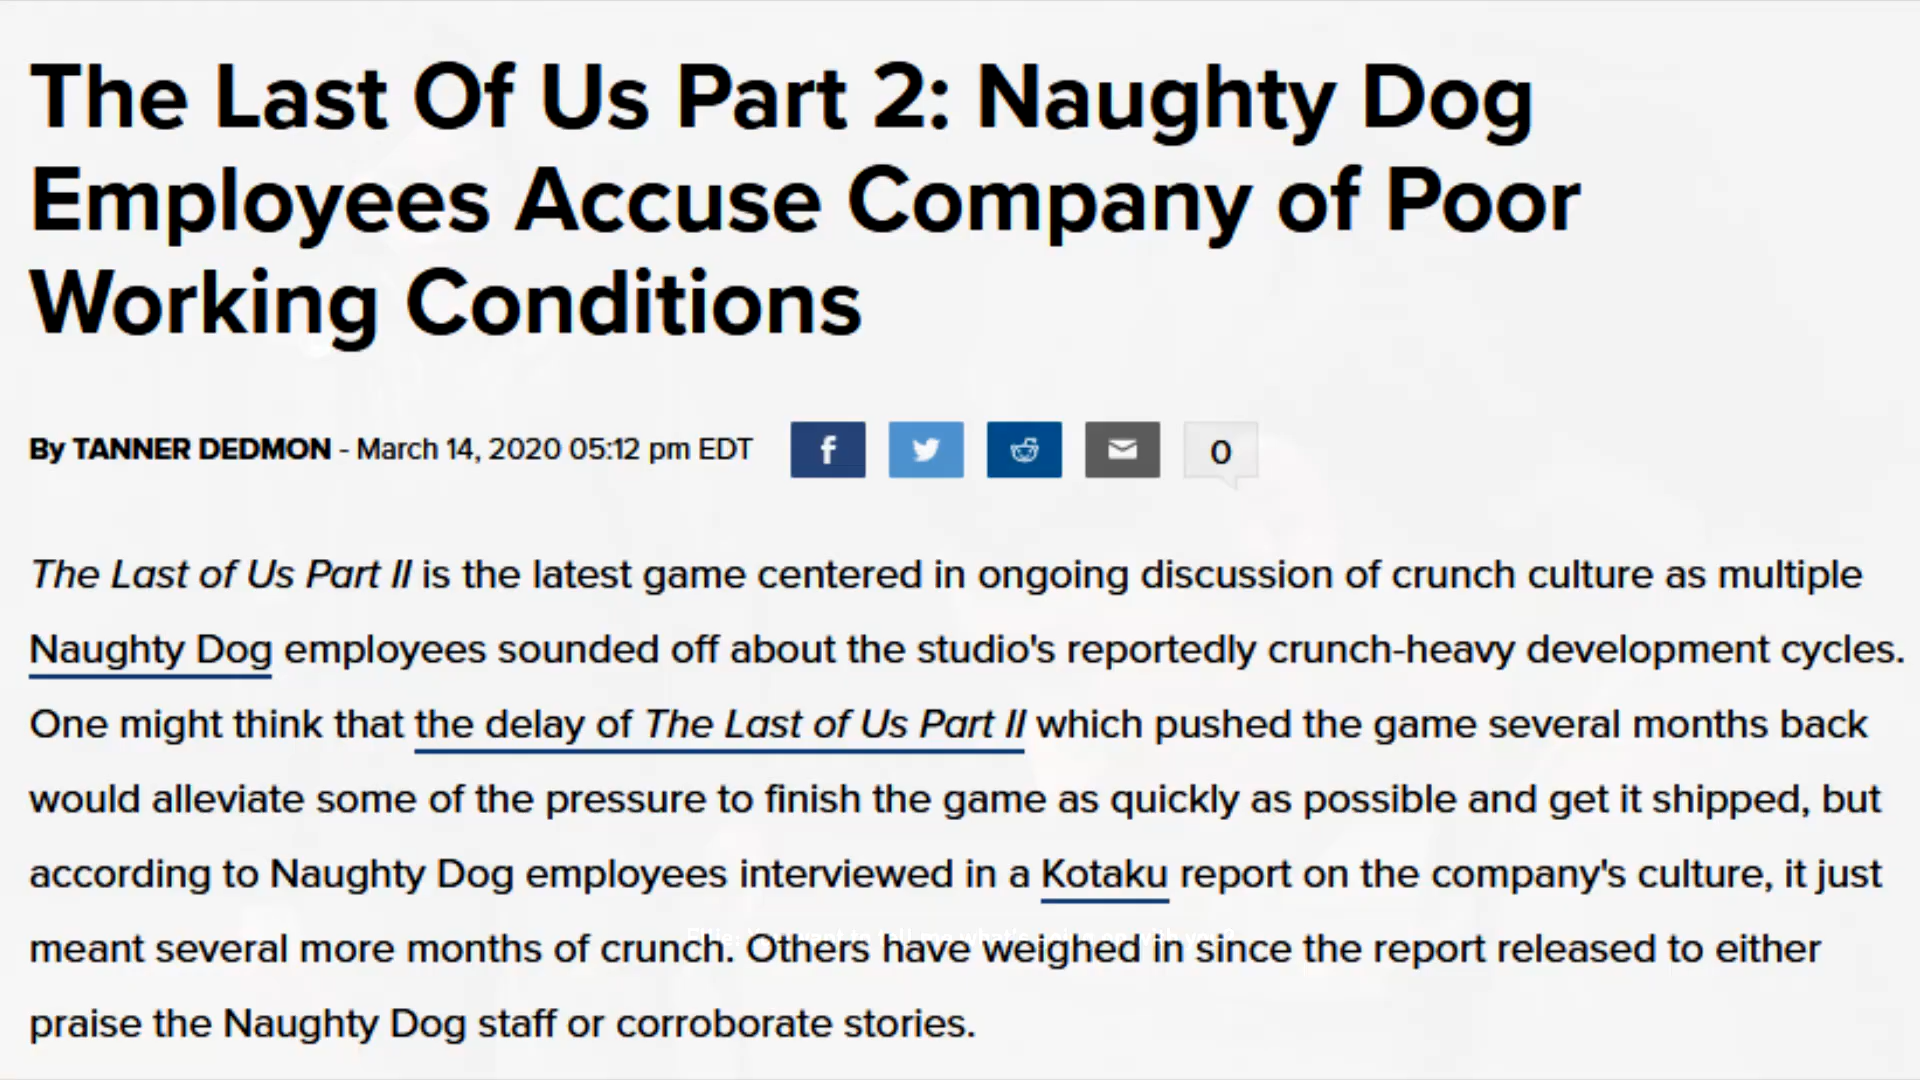 The Last Of Us Part 2: Naughty Dog
Employees Accuse Company of Poor
Working Conditions
By TANNER DEDMON - March 14, 2020 05:12 pm EDT
0
The Last of Us Part II is the latest game centered in ongoing discussion of crunch culture as multiple
Naughty Dog employees sounded off about the studio's reportedly crunch-heavy development cycles.
One might think that the delay of The Last of Us Part II which pushed the game several months back
would alleviate some of the pressure to finish the game as quickly as possible and get it shipped, but
according to Naughty Dog employees interviewed in a Kotaku report on the company's culture, it just
meant several more months of crunch. Others have weighed in since the report released to either
praise the Naughty Dog staff or corroborate stories.